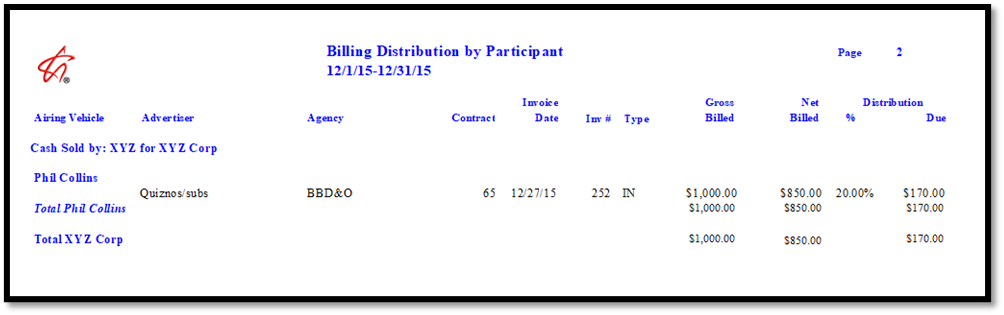 Billing Distribution by Participant
Page 2
12/1/15-12/31/15
Invoice Gross Net Distribution
Airing Vehicle Advertiser Agency Contract Date Inv # Type Billed Billed % Due
Cash Sold by: XYZ for XYZ Corp
Phil Collins
Quiznos/subs BBD&O 65 12/27/15 252 IN $1,000.00 $850.00 20.00% $170.00
Total Phil Collins $1,000.00 $850.00 $170.00
Total XYZ Corp $1,000.00 $850.00 $170.00
®